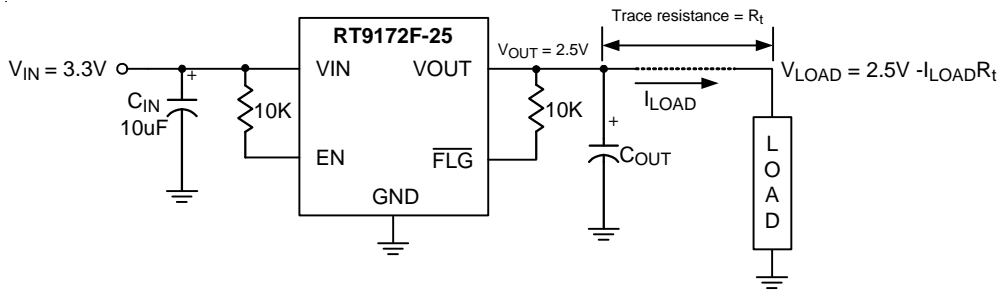 Trace resistance = Rt
RT9172F-25
VOUT = 2.5V
VIN = 3.3V
VIN
VOUT
VLOAD = 2.5V -ILOADRt
+
CIN
10uF
10K
10K
ILOAD
+
EN
FLG
COUT
GND
LOAD